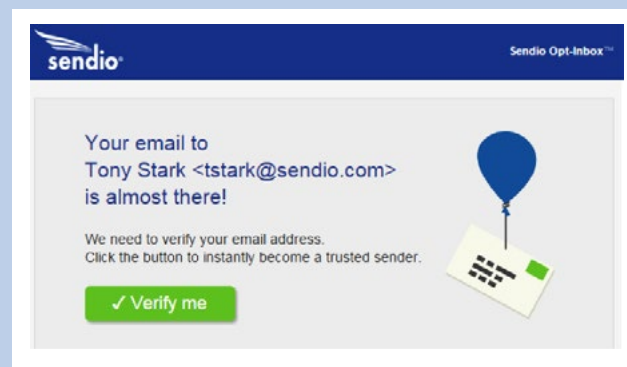 sendio®
Sendio Opt-Inbox™
Your email to
Tony Stark <tstark@sendio.com>
is almost there!
We need to verify your email address.
Click the button to instantly become a trusted sender.
✓ Verify me